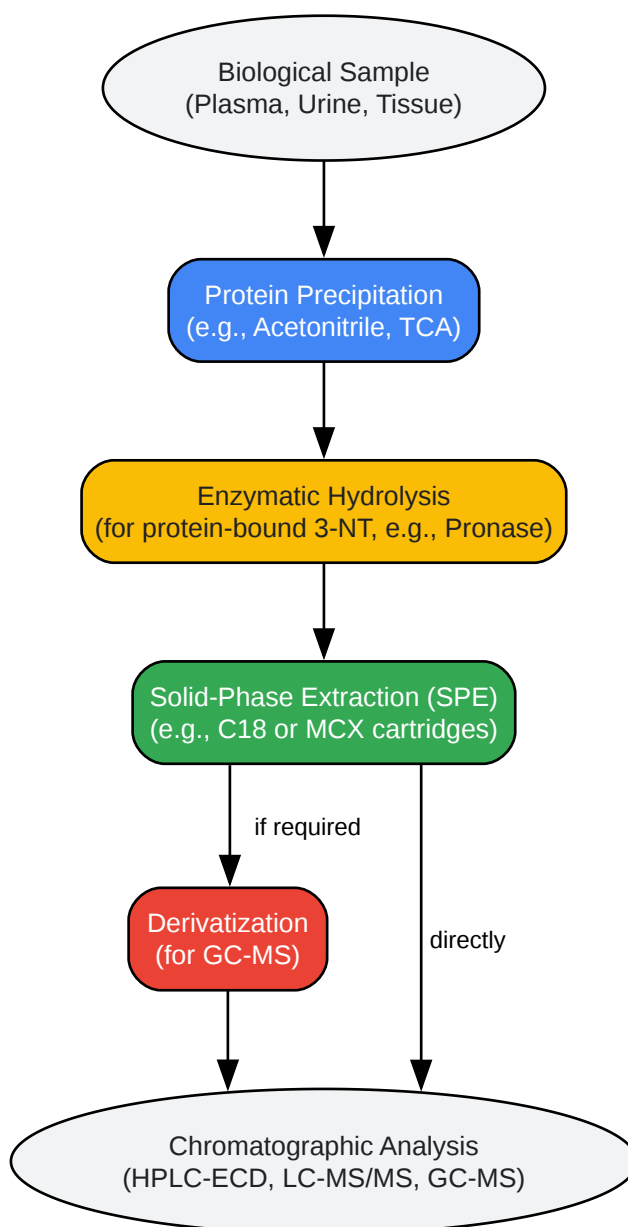 Biological Sample
(Plasma, Urine, Tissue)
Protein Precipitation
(e.g., Acetonitrile, TCA)
Enzymatic Hydrolysis
(for protein-bound 3-NT, e.g., Pronase)
Solid-Phase Extraction (SPE)
(e.g., C18 or MCX cartridges)
if required
Derivatization
(for GC-MS)
directly
Chromatographic Analysis
(HPLC-ECD, LC-MS/MS, GC-MS)